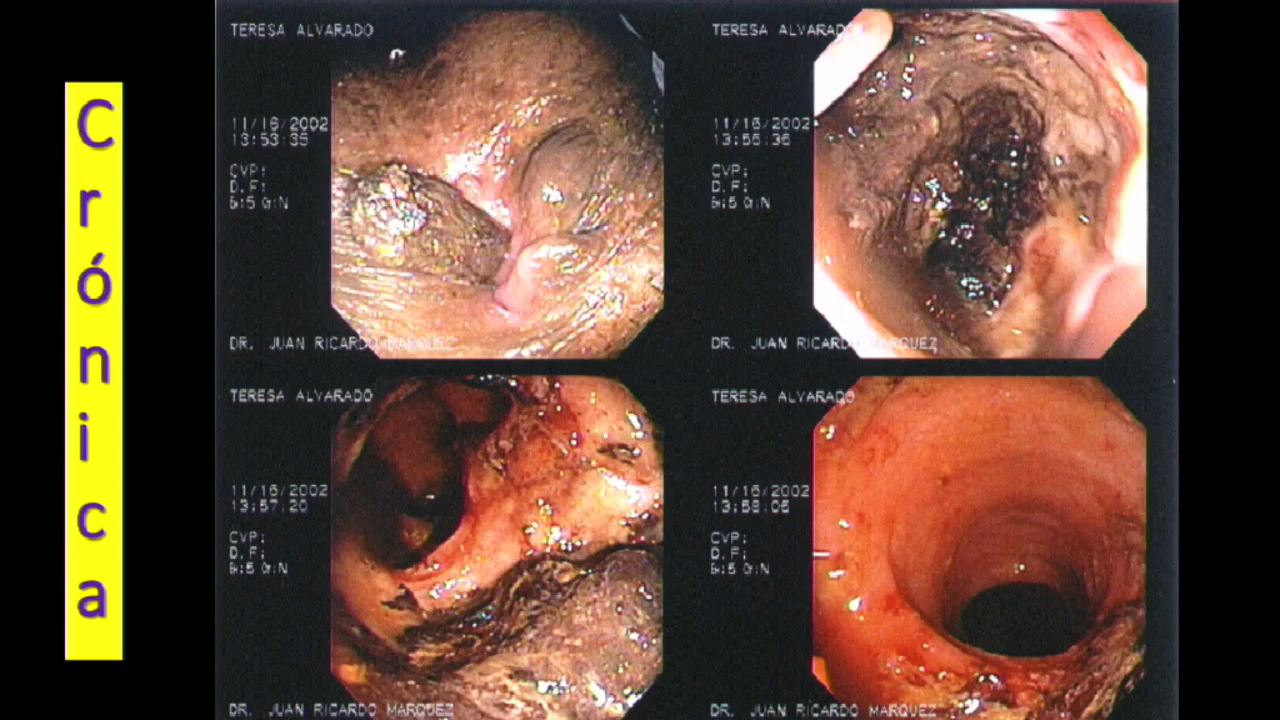 Crónica
TERESA ALVARADO
11/16/2002
13:53:35
CVP:
D.F:
DR. JUAN RICARDO MARQUEZ
TERESA ALVARADO
11/16/2002
13:56:36
CVP:
D.F:
DR. JUAN RICARDO MARQUEZ
TERESA ALVARADO
11/16/2002
13:57:20
CVP:
D.F:
DR. JUAN RICARDO MARQUEZ
TERESA ALVARADO
11/16/2002
13:58:06
CVP:
D.F:
DR. JUAN RICARDO MARQUEZ